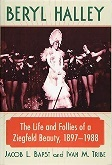 BERYL HALLEY
The Life and Follies of a
Ziegfeld Beauty, 1897–1988
JACOB L. BAPST AND IVAN M. TRIBE